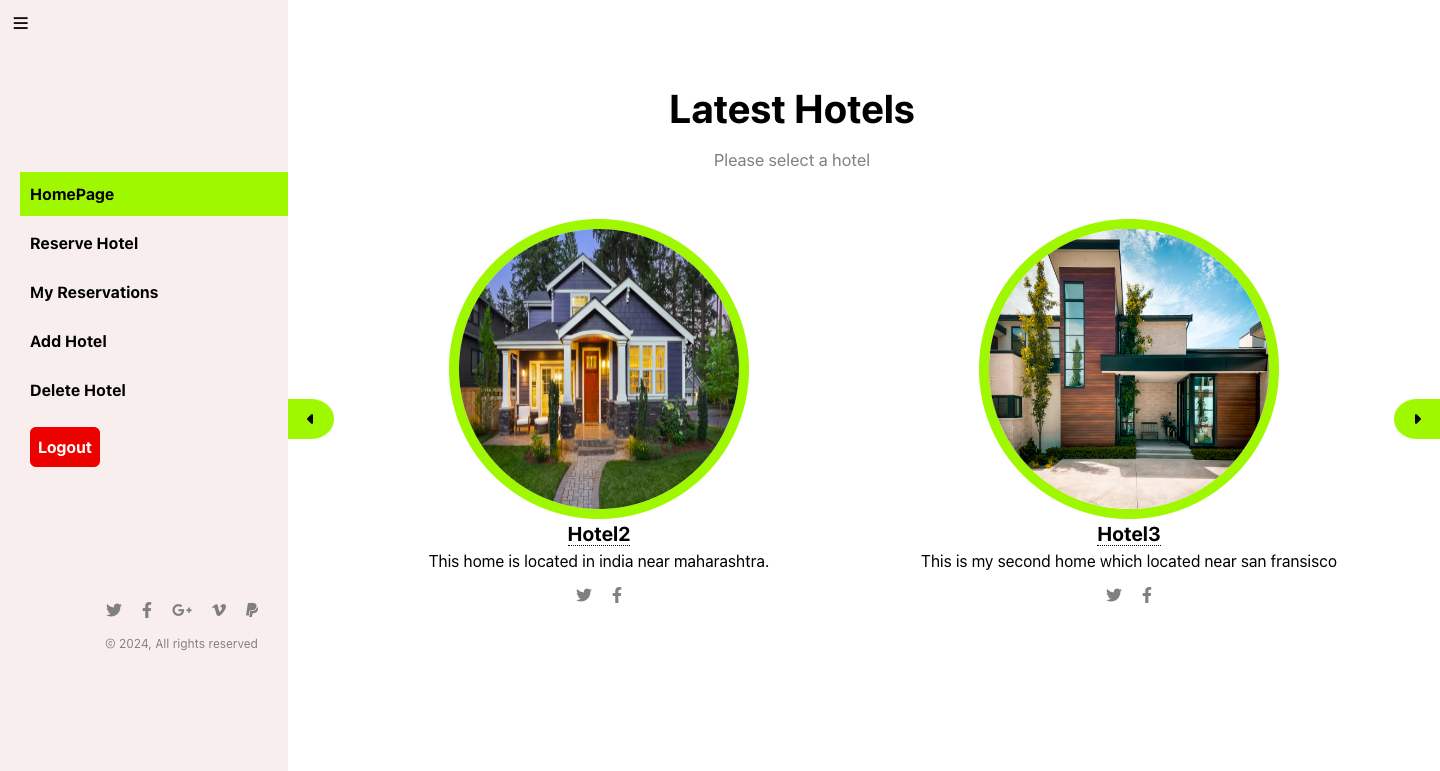 HomePage
Reserve Hotel
My Reservations
Add Hotel
Delete Hotel
Logout
© 2024, All rights reserved
Latest Hotels
Please select a hotel
Hotel2
This home is located in india near maharashtra.
Hotel3
This is my second home which located near san fransisco